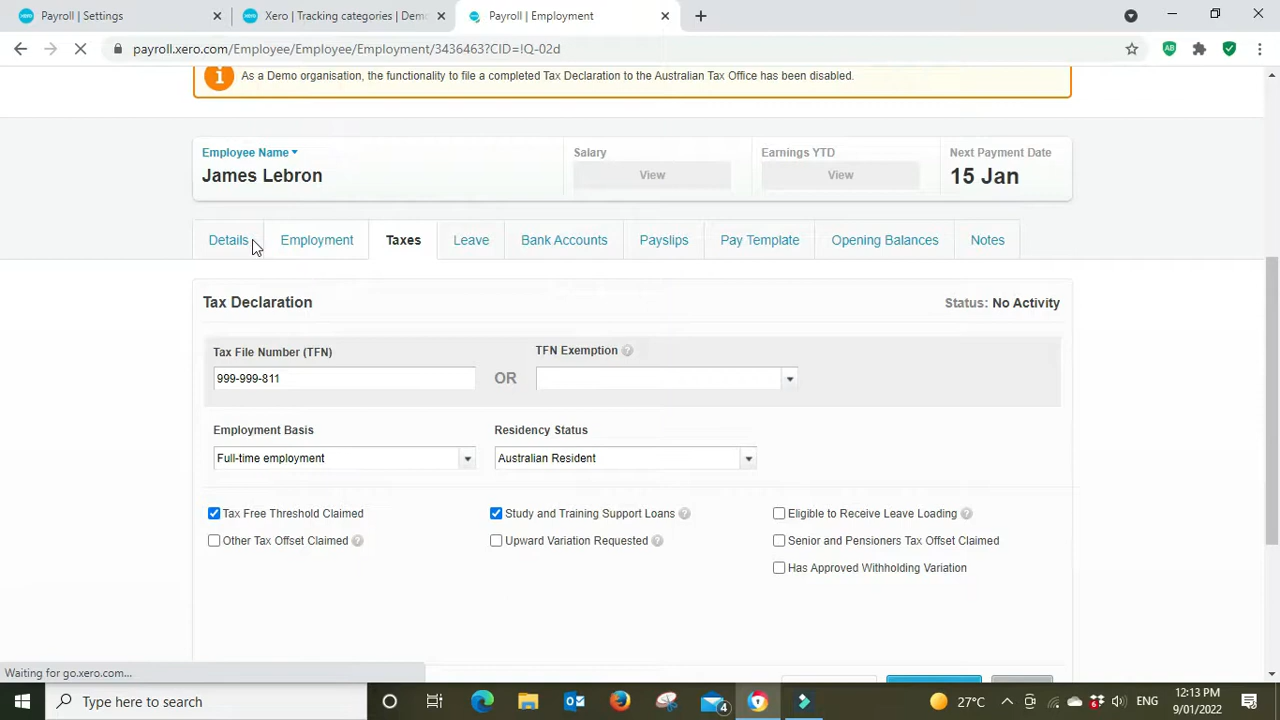 Payroll | Settings
Xero | Tracking categories | Demo
Payroll | Employment
payroll.xero.com/Employee/Employee/Employment/3436463?CID=!Q-02d
As a Demo organisation, the functionality to file a completed Tax Declaration to the Australian Tax Office has been disabled.
Employee Name
James Lebron
Salary
View
Earnings YTD
View
Next Payment Date
15 Jan
Details
Employment
Taxes
Leave
Bank Accounts
Payslips
Pay Template
Opening Balances
Notes
Tax Declaration
Status: No Activity
Tax File Number (TFN)
999-999-811
OR
TFN Exemption ?
Employment Basis
Full-time employment
Residency Status
Australian Resident
Tax Free Threshold Claimed
Study and Training Support Loans ?
Eligible to Receive Leave Loading ?
Other Tax Offset Claimed ?
Upward Variation Requested ?
Senior and Pensioners Tax Offset Claimed
Has Approved Withholding Variation
Waiting for go.xero.com...
Type here to search
4
27°C
ENG
12:13 PM
9/01/2022